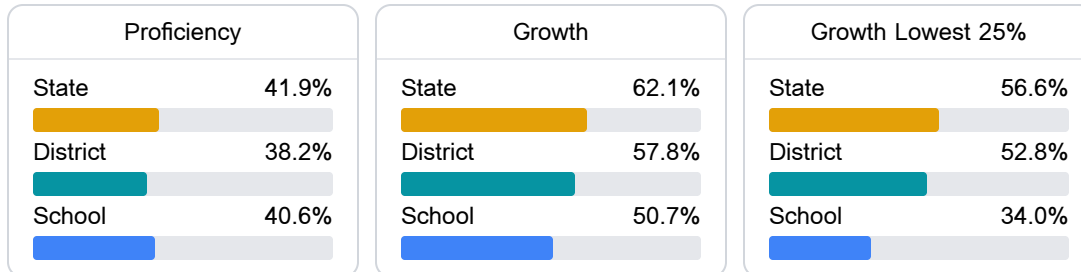 Proficiency
State 41.9%
District 38.2%
School 40.6%
Growth
State 62.1%
District 57.8%
School 50.7%
Growth Lowest 25%
State 56.6%
District 52.8%
School 34.0%